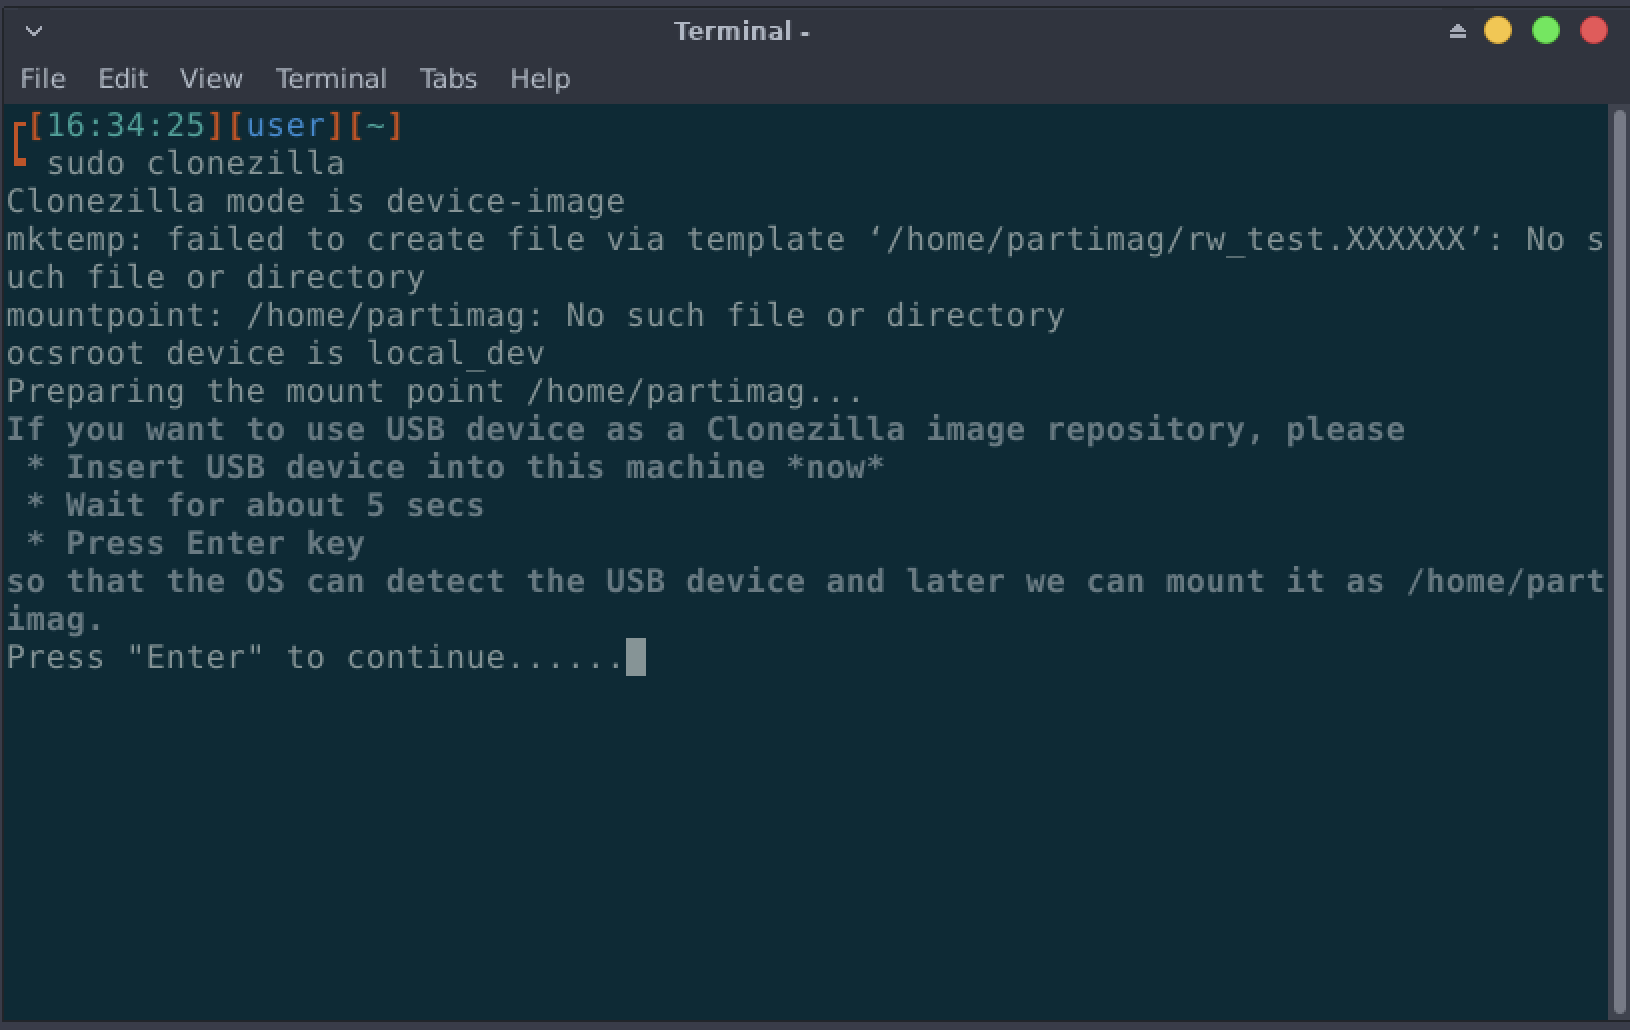 Terminal -
File Edit View Terminal Tabs Help
[16:34:25][user][~]
sudo clonezilla
Clonezilla mode is device-image
mktemp: failed to create file via template ‘/home/partimag/rw_test.XXXXXX’: No s
uch file or directory
mountpoint: /home/partimag: No such file or directory
ocsroot device is local_dev
Preparing the mount point /home/partimag...
If you want to use USB device as a Clonezilla image repository, please
 * Insert USB device into this machine *now*
 * Wait for about 5 secs
 * Press Enter key
so that the OS can detect the USB device and later we can mount it as /home/part
imag.
Press "Enter" to continue......